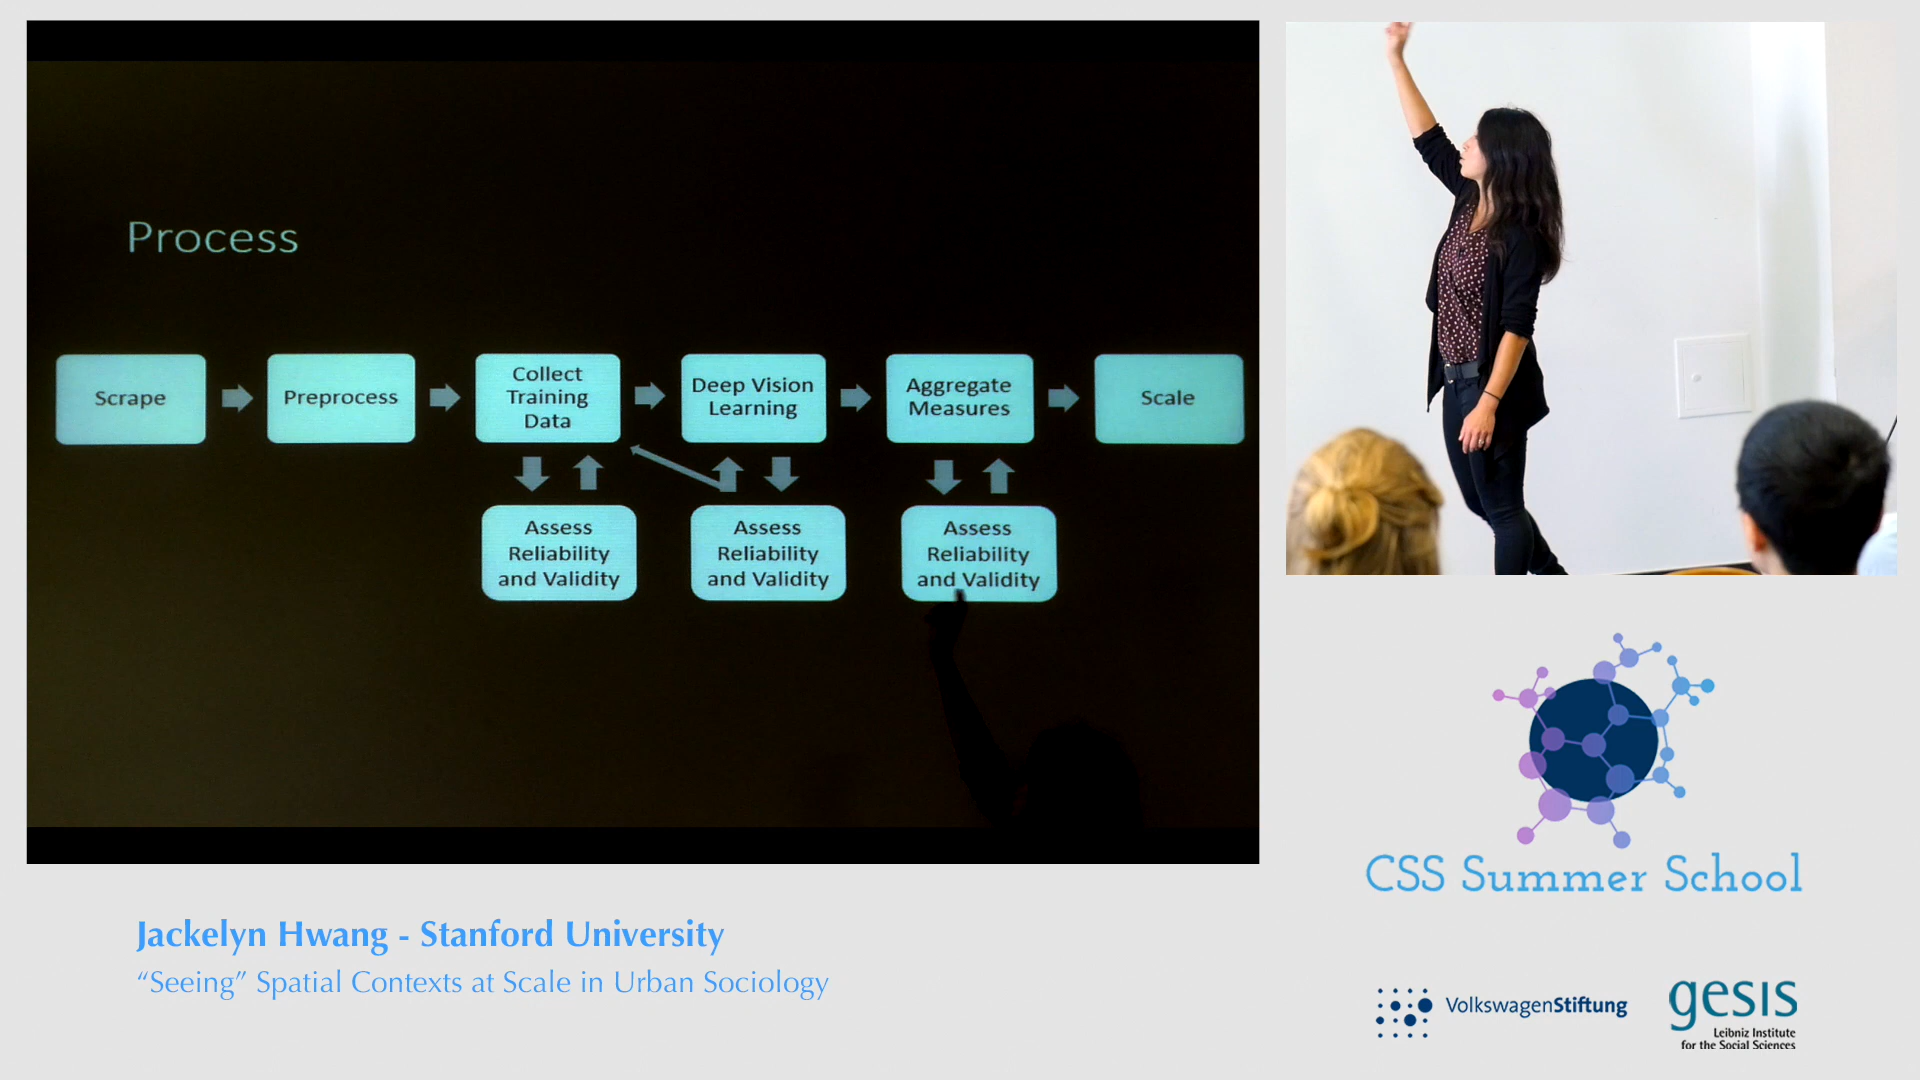 Process
Scrape
Preprocess
Collect
Training
Data
Deep Vision
Learning
Aggregate
Measures
Scale
Assess
Reliability
and Validity
Assess
Reliability
and Validity
Assess
Reliability
and Validity
CSS Summer School
Jackelyn Hwang - Stanford University
“Seeing” Spatial Contexts at Scale in Urban Sociology
VolkswagenStiftung
gesis
Leibniz Institute
for the Social Sciences